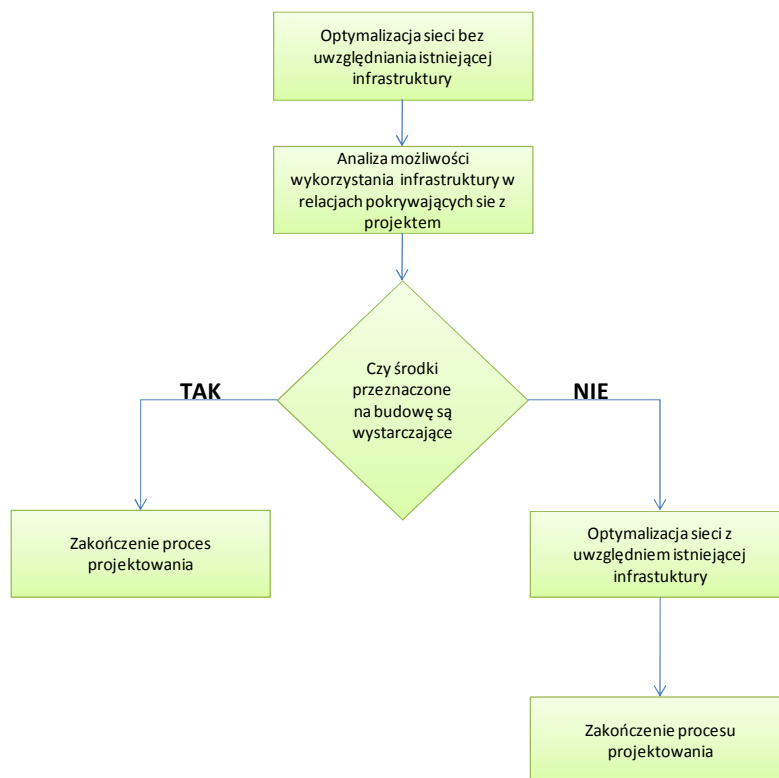 Optymalizacja sieci bez
uwzględniania istniejącej
infrastruktury
Analiza możliwości
wykorzystania infrastruktury w
relacjach pokrywających sie z
projektem
Czy środki
przeznaczone
na budowę są
wystarczające
TAK
NIE
Zakończenie proces
projektowania
Optymalizacja sieci z
uwzględniem istniejącej
infrastuktury
Zakończenie procesu
projektowania